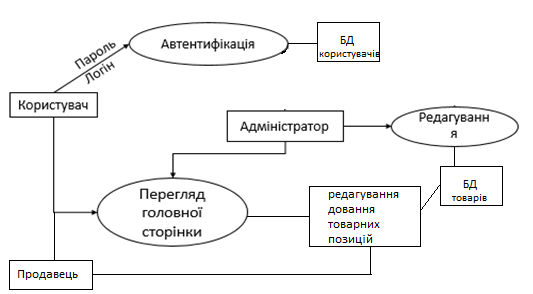 Пароль
Логін
Автентифікація
БД
користувачів
Користувач
Адміністратор
Редагуванн
я
Перегляд
головної
сторінки
редагування
довання
товарних
позицій
БД
товарів
Продавець